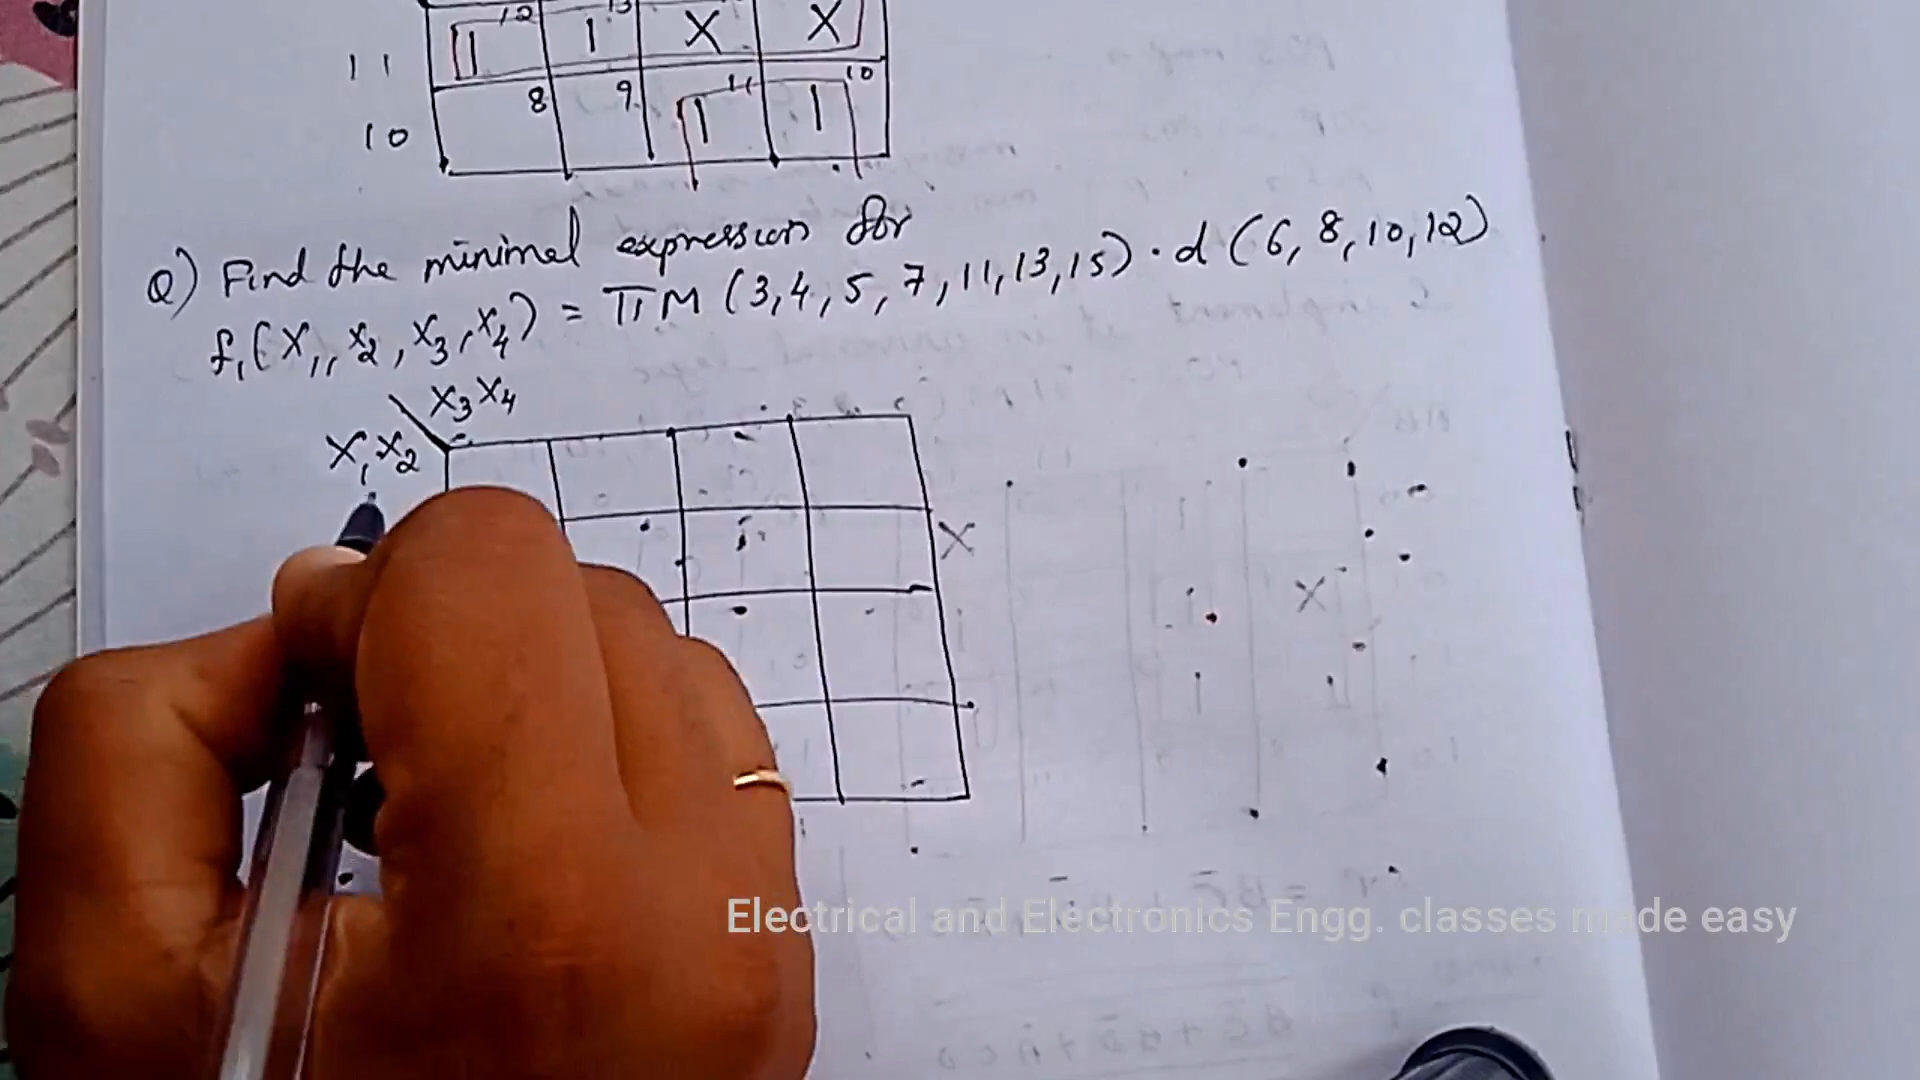 12 13
11 1 1 X X
8 9 11 10
10 1 1
Q) Find the minimal expression for
f1(X1, X2, X3, X4) = ΠM (3,4,5,7,11,13,15) · d (6, 8, 10, 12)
X3 X4
X1 X2
Electrical and Electronics Engg. classes made easy